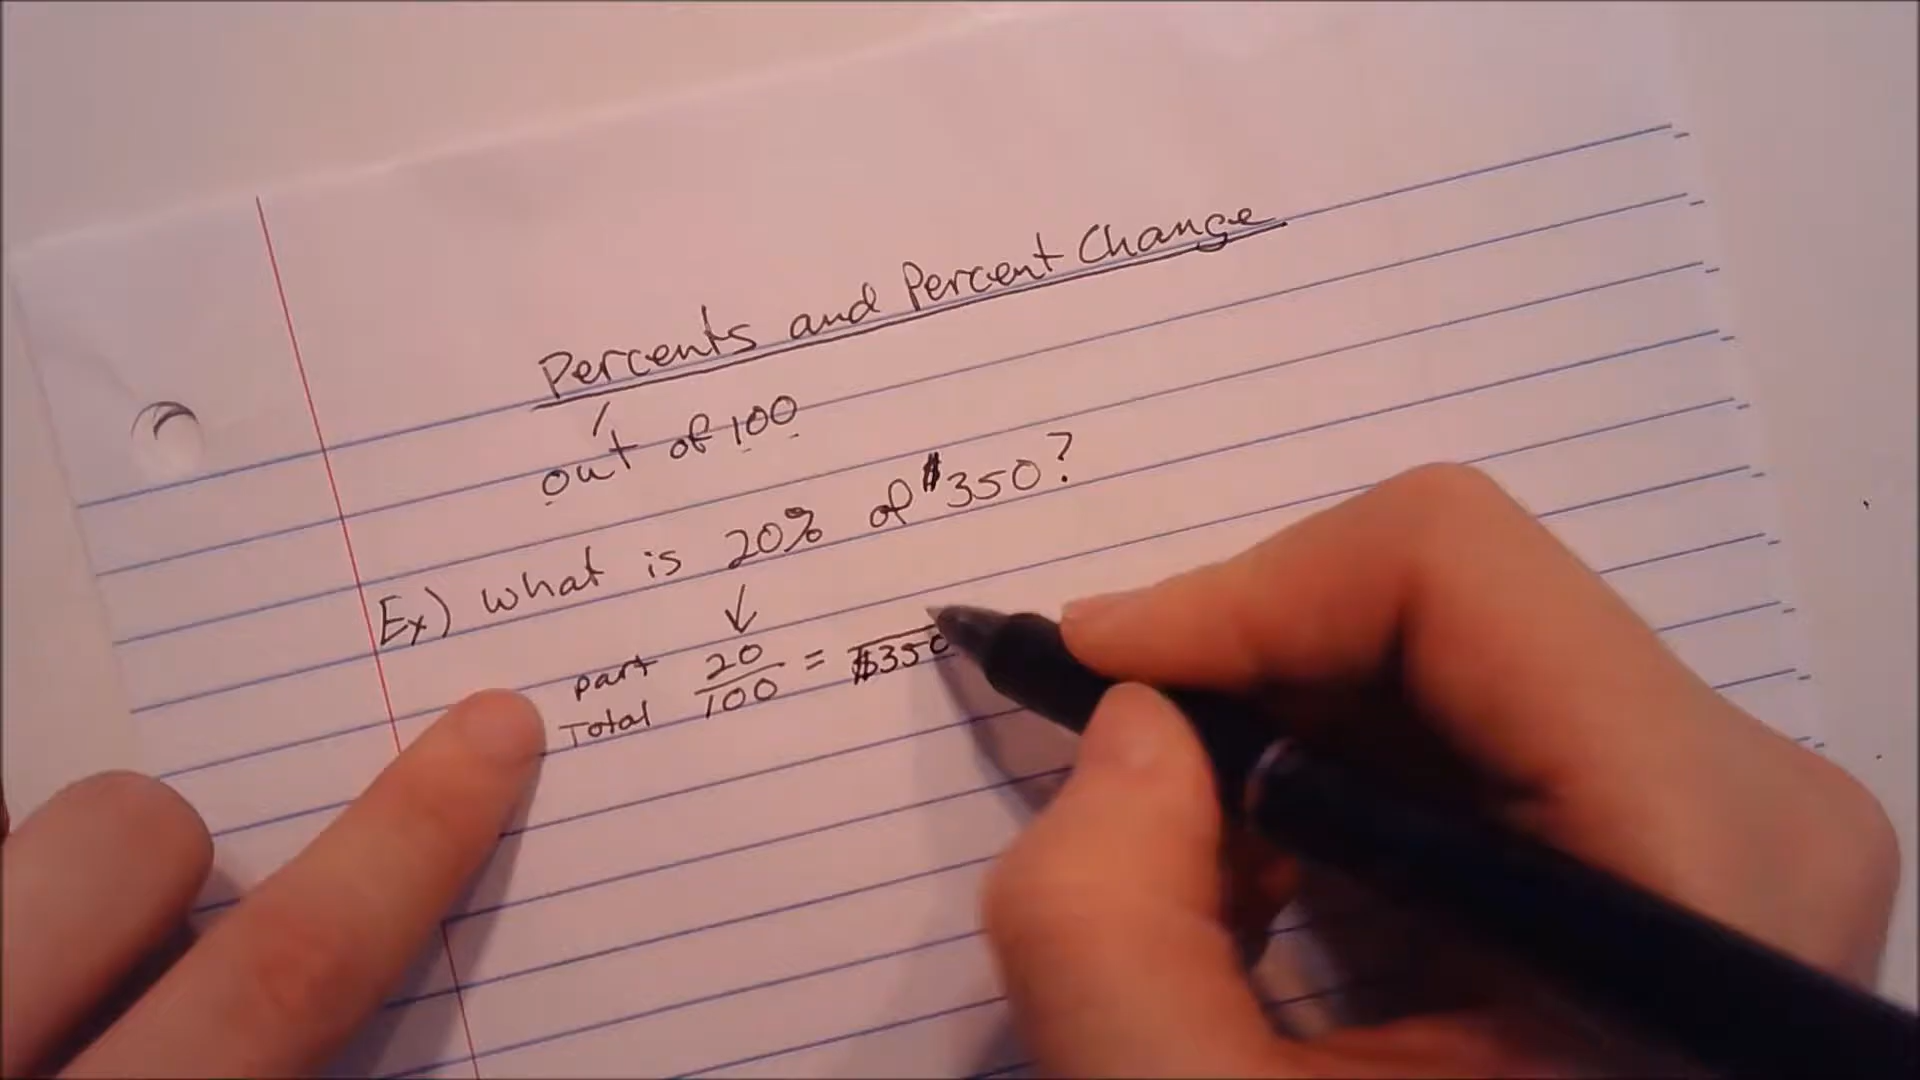 Percents and Percent Change
out of 100
Ex) What is 20% of $350?
part 20 =
Total 100 $350